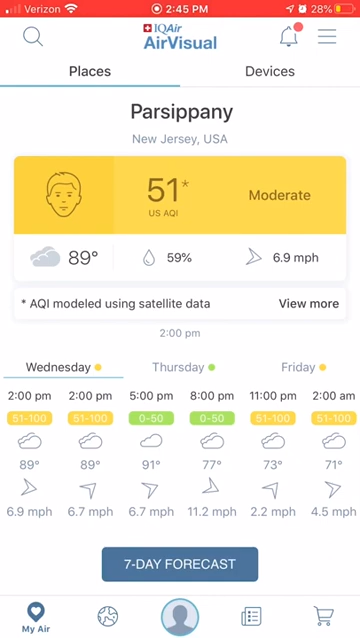 Verizon 2:45 PM 28%
IQAir
AirVisual
Places Devices
Parsippany
New Jersey, USA
51* Moderate
US AQI
89° 59% 6.9 mph
* AQI modeled using satellite data View more
2:00 pm
Wednesday Thursday Friday
2:00 pm 2:00 pm 5:00 pm 8:00 pm 11:00 pm 2:00 am
51-100 51-100 0-50 0-50 51-100 51-100
89° 89° 91° 77° 73° 71°
6.9 mph 6.7 mph 6.7 mph 11.2 mph 2.2 mph 4.5 mph
7-DAY FORECAST
My Air